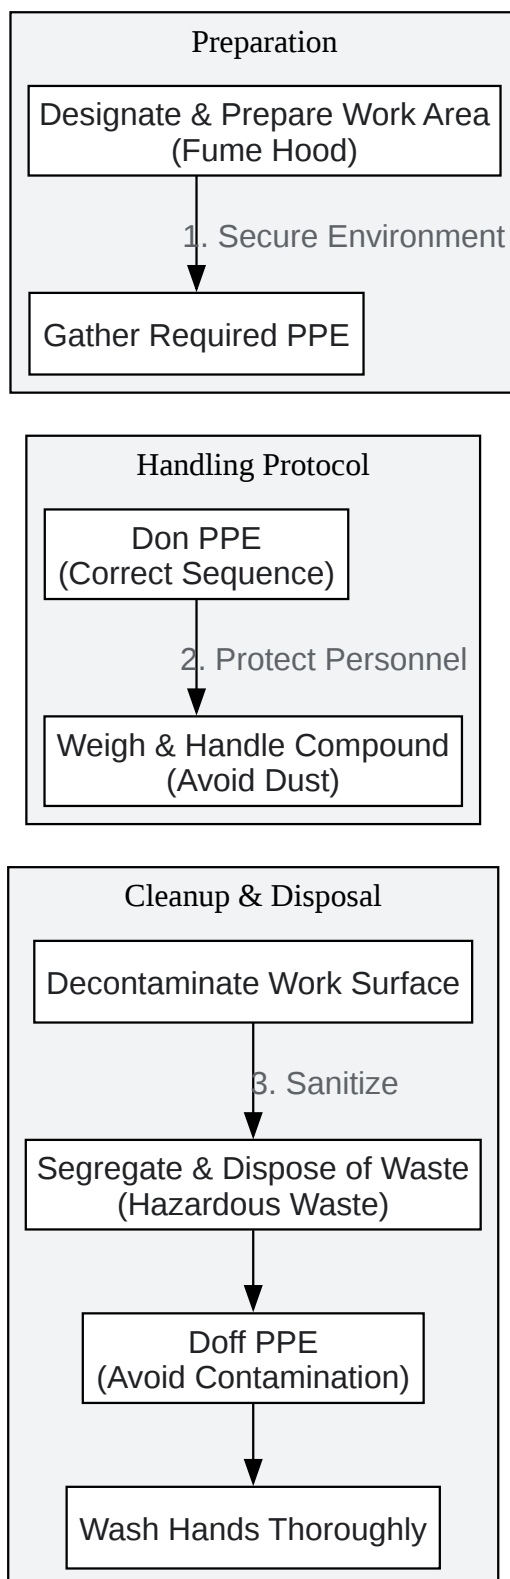 Preparation
Designate & Prepare Work Area
(Fume Hood)
1. Secure Environment
Gather Required PPE
Handling Protocol
Don PPE
(Correct Sequence)
2. Protect Personnel
Weigh & Handle Compound
(Avoid Dust)
Cleanup & Disposal
Decontaminate Work Surface
3. Sanitize
Segregate & Dispose of Waste
(Hazardous Waste)
Doff PPE
(Avoid Contamination)
Wash Hands Thoroughly